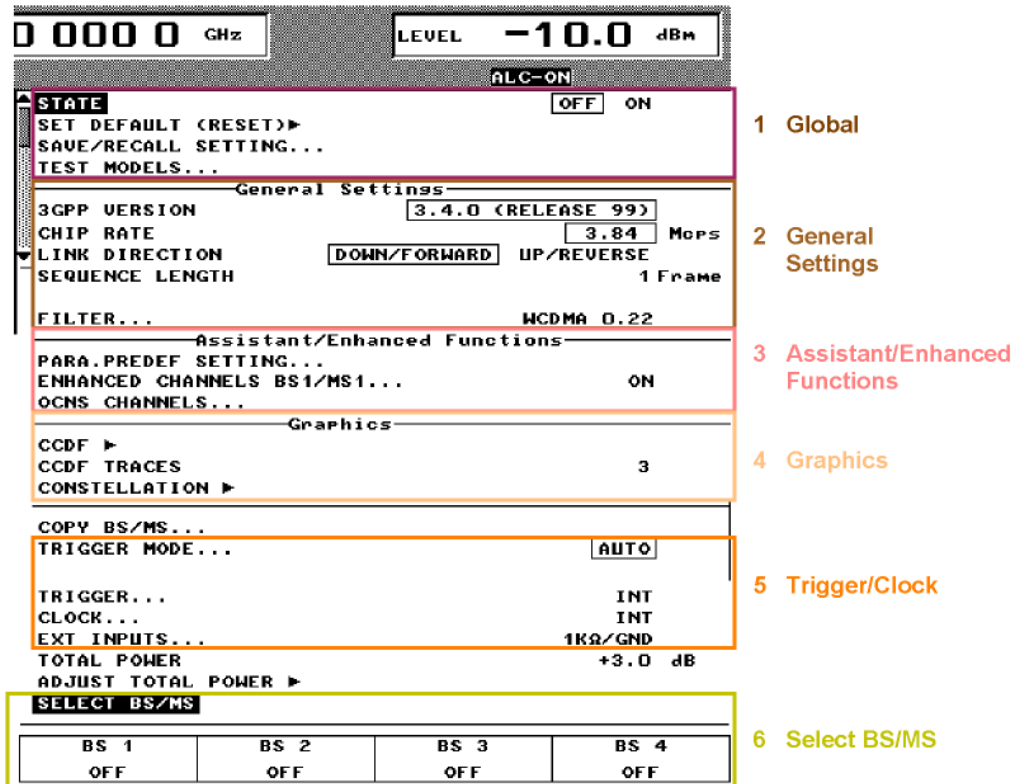 0 000 0 GHz LEVEL -10.0 dBm
ALC-ON
STATE OFF ON
SET DEFAULT (RESET)▶
SAVE/RECALL SETTING...
TEST MODELS...
1 Global
General Settings
3GPP VERSION 3.4.0 (RELEASE 99)
CHIP RATE 3.84 Mcps
LINK DIRECTION DOWN/FORWARD UP/REVERSE
SEQUENCE LENGTH 1 Frame
FILTER... WCDMA 0.22
2 General
Settings
Assistant/Enhanced Functions
PARA.PREDEF SETTING...
ENHANCED CHANNELS BS1/MS1... ON
OCNS CHANNELS...
3 Assistant/Enhanced
Functions
Graphics
CCDF ▶
CCDF TRACES 3
CONSTELLATION ▶
4 Graphics
COPY BS/MS...
TRIGGER MODE... AUTO
TRIGGER... INT
CLOCK... INT
EXT INPUTS... 1KΩ/GND
5 Trigger/Clock
TOTAL POWER +3.0 dB
ADJUST TOTAL POWER ▶
SELECT BS/MS
BS 1 BS 2 BS 3 BS 4
OFF OFF OFF OFF
6 Select BS/MS